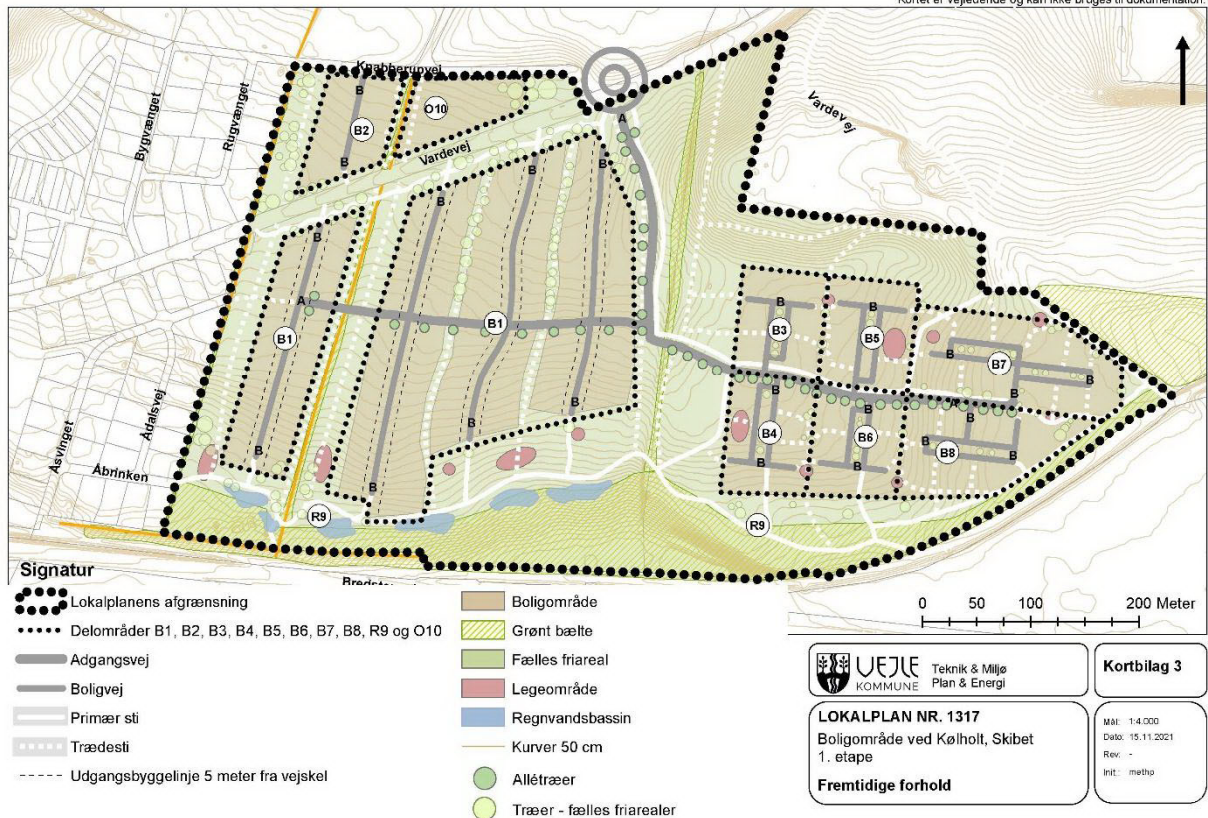 Kortet er vejledende og kan ikke bruges til dokumentation.
Knabberupvej
Bygvænget
Rugvænget
B
B2
B
O10
A
Vardevej
Vardevej
B
B
B
B
B
A
B1
B1
B
B
B
B
B
B3
B
B5
B
B7
B
B
B
B4
B
B
B
B6
B
B
B
B8
B
Åsvinget
Ådalsvej
Åbrinken
R9
R9
Signatur
Lokalplanens afgrænsning
Delområder B1, B2, B3, B4, B5, B6, B7, B8, R9 og O10
Adgangsvej
Boligvej
Primær sti
Trædesti
Udgangsbyggelinje 5 meter fra vejskel
Boligområde
Grønt bælte
Fælles friareal
Legeområde
Regnvandsbassin
Kurver 50 cm
Allétræer
Træer - fælles friarealer
0 50 100 200 Meter
VEJLE
KOMMUNE
Teknik & Miljø
Plan & Energi
Kortbilag 3
LOKALPLAN NR. 1317
Boligområde ved Kølholt, Skibet
1. etape
Fremtidige forhold
Mål: 1:4.000
Dato: 15.11.2021
Rev: -
Init.: methp